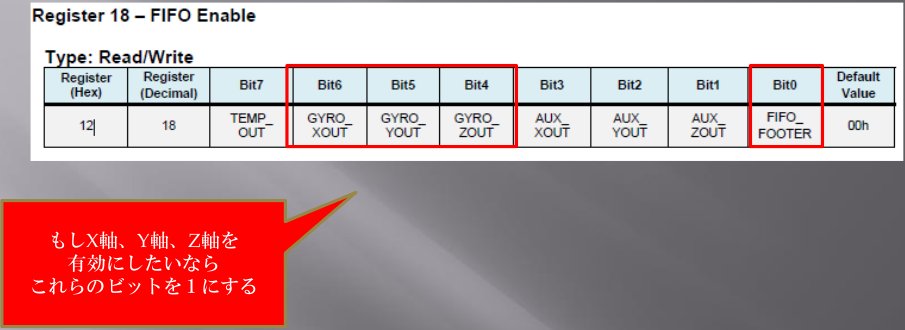 Register 18 – FIFO Enable
Type: Read/Write
Register (Hex) Register (Decimal) Bit7 Bit6 Bit5 Bit4 Bit3 Bit2 Bit1 Bit0 Default Value
12 18 TEMP_OUT GYRO_XOUT GYRO_YOUT GYRO_ZOUT AUX_XOUT AUX_YOUT AUX_ZOUT FIFO_FOOTER 00h
もしX軸、Y軸、Z軸を
有効にしたいなら
これらのビットを１にする